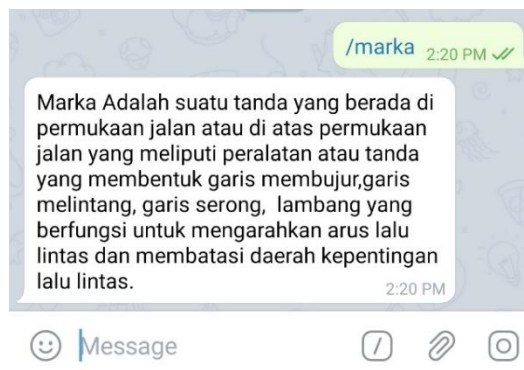 /marka 2:20 PM
Marka Adalah suatu tanda yang berada di
permukaan jalan atau di atas permukaan
jalan yang meliputi peralatan atau tanda
yang membentuk garis membujur,garis
melintang, garis serong, lambang yang
berfungsi untuk mengarahkan arus lalu
lintas dan membatasi daerah kepentingan
lalu lintas.
2:20 PM
Message